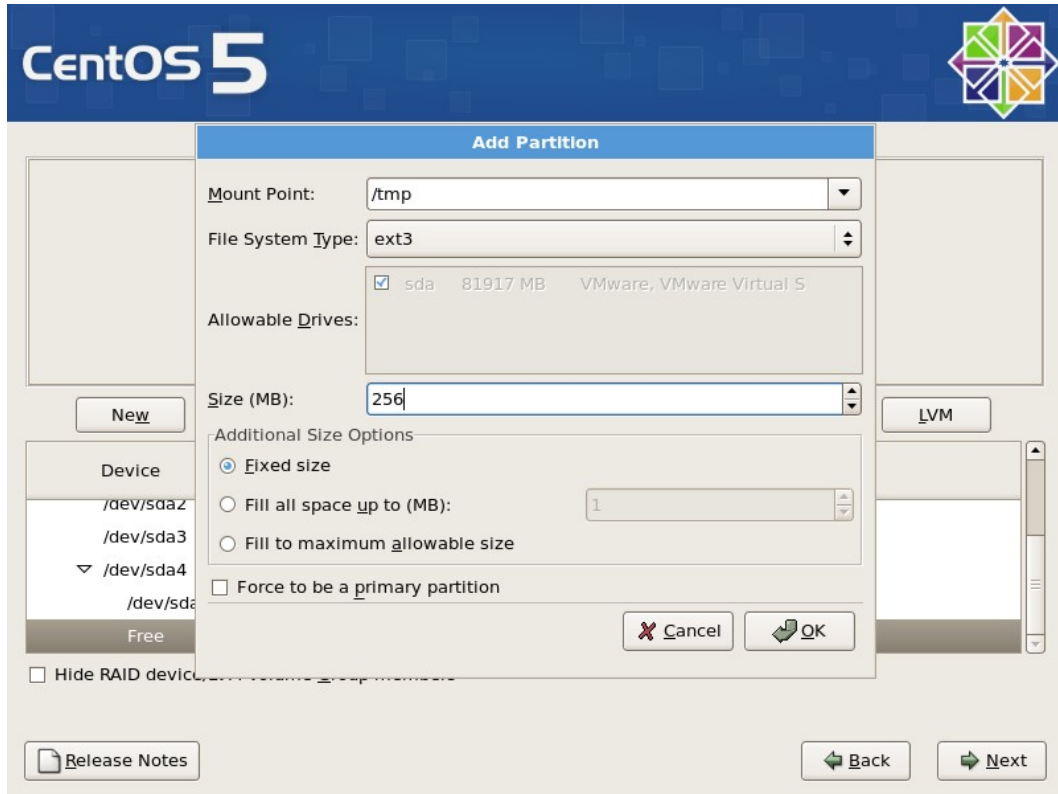 CentOS 5
Add Partition
Mount Point: /tmp
File System Type: ext3
sda 81917 MB VMware, VMware Virtual S
Allowable Drives:
Size (MB): 256
New
LVM
Additional Size Options
Device
Fixed size
/dev/sda2
Fill all space up to (MB): 1
/dev/sda3
Fill to maximum allowable size
/dev/sda4
Force to be a primary partition
/dev/sda
Free
Cancel OK
Hide RAID device
Release Notes Back Next